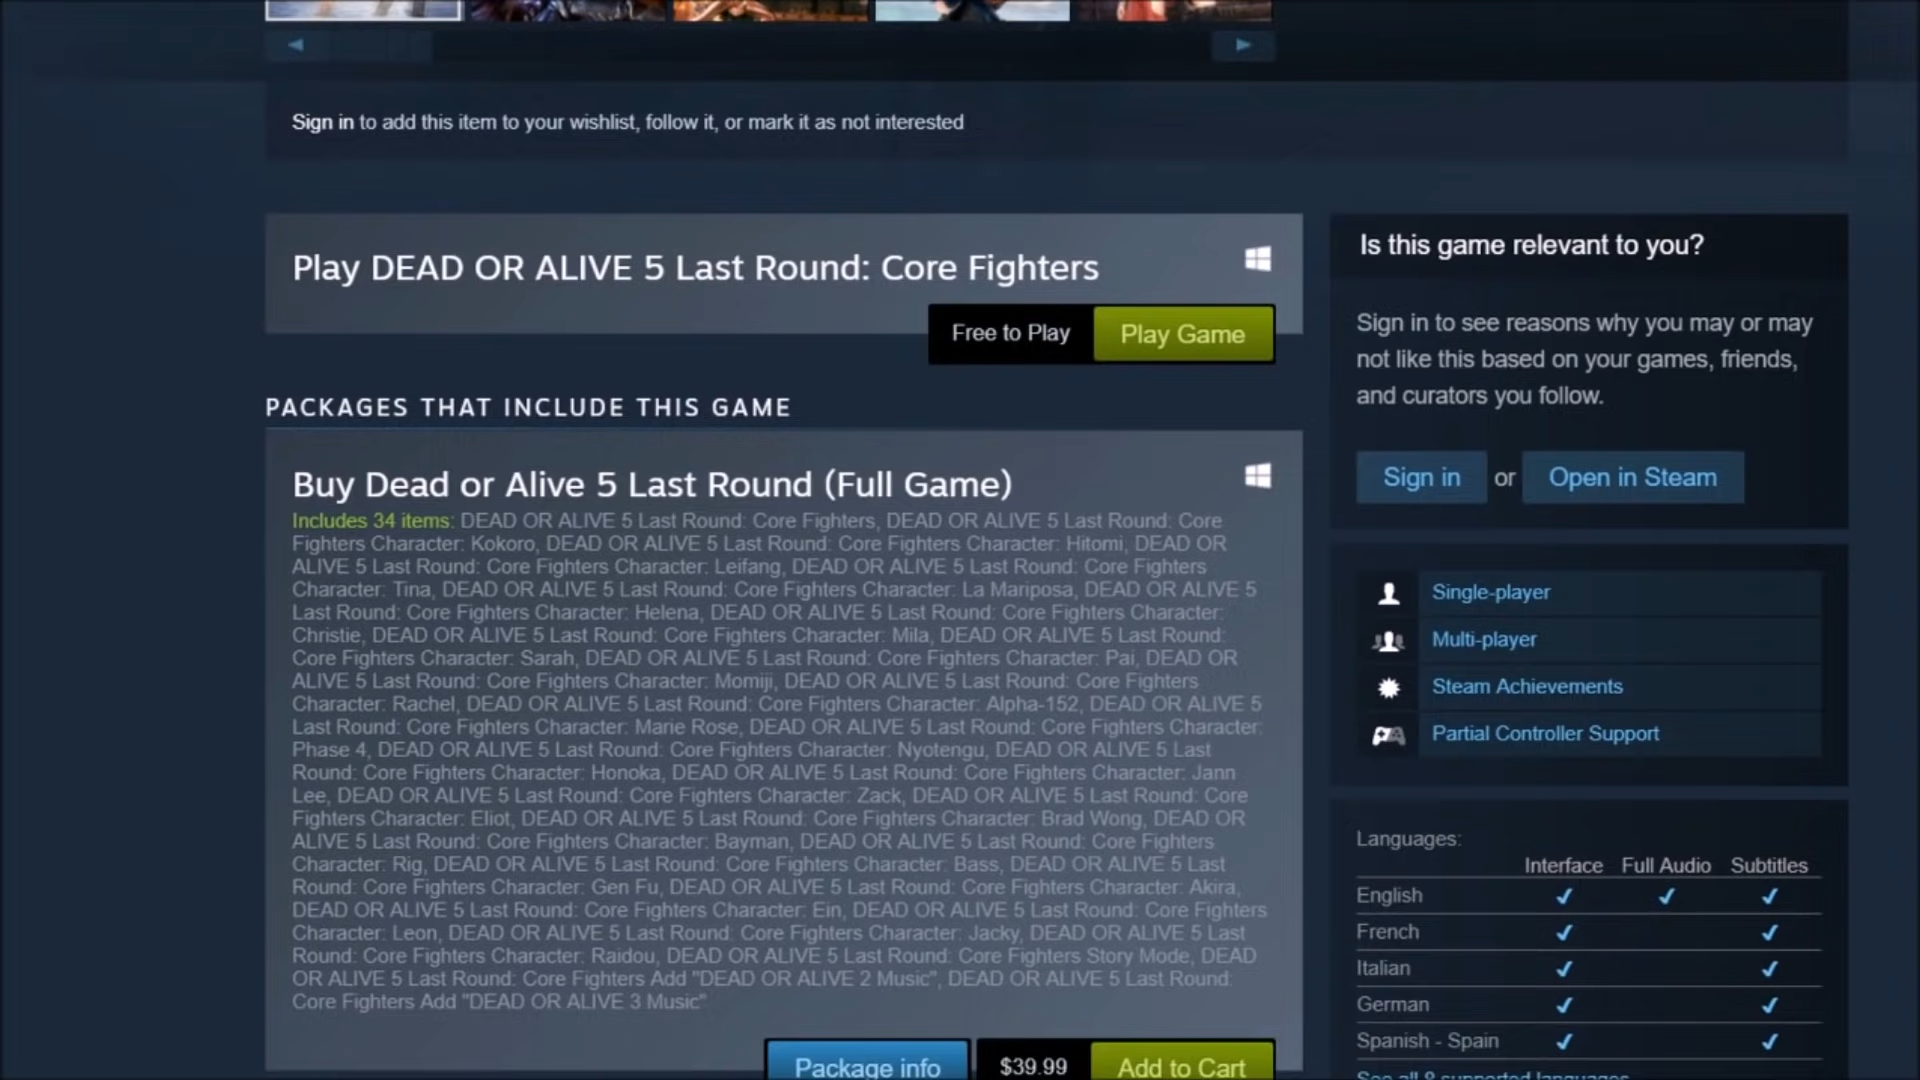 Sign in to add this item to your wishlist, follow it, or mark it as not interested
Play DEAD OR ALIVE 5 Last Round: Core Fighters
Free to Play
Play Game
PACKAGES THAT INCLUDE THIS GAME
Buy Dead or Alive 5 Last Round (Full Game)
Includes 34 items: DEAD OR ALIVE 5 Last Round: Core Fighters, DEAD OR ALIVE 5 Last Round: Core
Fighters Character: Kokoro, DEAD OR ALIVE 5 Last Round: Core Fighters Character: Hitomi, DEAD OR
ALIVE 5 Last Round: Core Fighters Character: Leifang, DEAD OR ALIVE 5 Last Round: Core Fighters
Character: Tina, DEAD OR ALIVE 5 Last Round: Core Fighters Character: La Mariposa, DEAD OR ALIVE 5
Last Round: Core Fighters Character: Helena, DEAD OR ALIVE 5 Last Round: Core Fighters Character:
Christie, DEAD OR ALIVE 5 Last Round: Core Fighters Character: Mila, DEAD OR ALIVE 5 Last Round:
Core Fighters Character: Sarah, DEAD OR ALIVE 5 Last Round: Core Fighters Character: Pai, DEAD OR
ALIVE 5 Last Round: Core Fighters Character: Momiji, DEAD OR ALIVE 5 Last Round: Core Fighters
Character: Rachel, DEAD OR ALIVE 5 Last Round: Core Fighters Character: Alpha-152, DEAD OR ALIVE 5
Last Round: Core Fighters Character: Marie Rose, DEAD OR ALIVE 5 Last Round: Core Fighters Character:
Phase 4, DEAD OR ALIVE 5 Last Round: Core Fighters Character: Nyotengu, DEAD OR ALIVE 5 Last
Round: Core Fighters Character: Honoka, DEAD OR ALIVE 5 Last Round: Core Fighters Character: Jann
Lee, DEAD OR ALIVE 5 Last Round: Core Fighters Character: Zack, DEAD OR ALIVE 5 Last Round: Core
Fighters Character: Eliot, DEAD OR ALIVE 5 Last Round: Core Fighters Character: Brad Wong, DEAD OR
ALIVE 5 Last Round: Core Fighters Character: Bayman, DEAD OR ALIVE 5 Last Round: Core Fighters
Character: Rig, DEAD OR ALIVE 5 Last Round: Core Fighters Character: Bass, DEAD OR ALIVE 5 Last
Round: Core Fighters Character: Gen Fu, DEAD OR ALIVE 5 Last Round: Core Fighters Character: Akira,
DEAD OR ALIVE 5 Last Round: Core Fighters Character: Ein, DEAD OR ALIVE 5 Last Round: Core Fighters
Character: Leon, DEAD OR ALIVE 5 Last Round: Core Fighters Character: Jacky, DEAD OR ALIVE 5 Last
Round: Core Fighters Character: Raidou, DEAD OR ALIVE 5 Last Round: Core Fighters Story Mode, DEAD
OR ALIVE 5 Last Round: Core Fighters Add "DEAD OR ALIVE 2 Music", DEAD OR ALIVE 5 Last Round:
Core Fighters Add "DEAD OR ALIVE 3 Music"
Package info
$39.99
Add to Cart
Is this game relevant to you?
Sign in to see reasons why you may or may
not like this based on your games, friends,
and curators you follow.
Sign in or Open in Steam
Single-player
Multi-player
Steam Achievements
Partial Controller Support
Languages:
Interface Full Audio Subtitles
English
French
Italian
German
Spanish - Spain
See all 8 supported languages